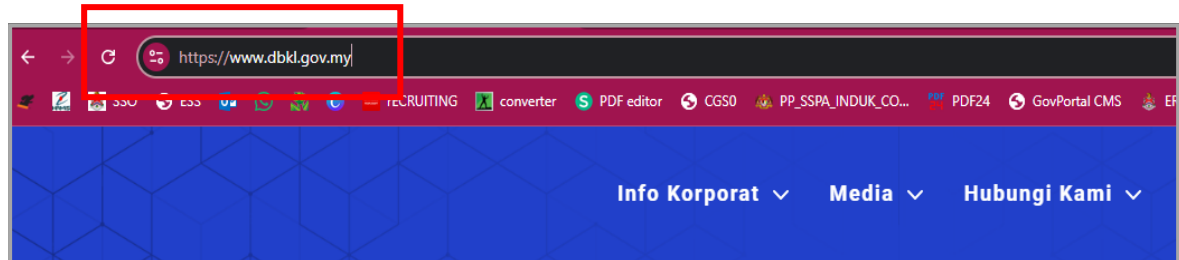 https://www.dbkl.gov.my
SSO ESS rECRUITING converter PDF editor CGS0 PP_SSPA_INDUK_CO... PDF24 GovPortal CMS
Info Korporat Media Hubungi Kami